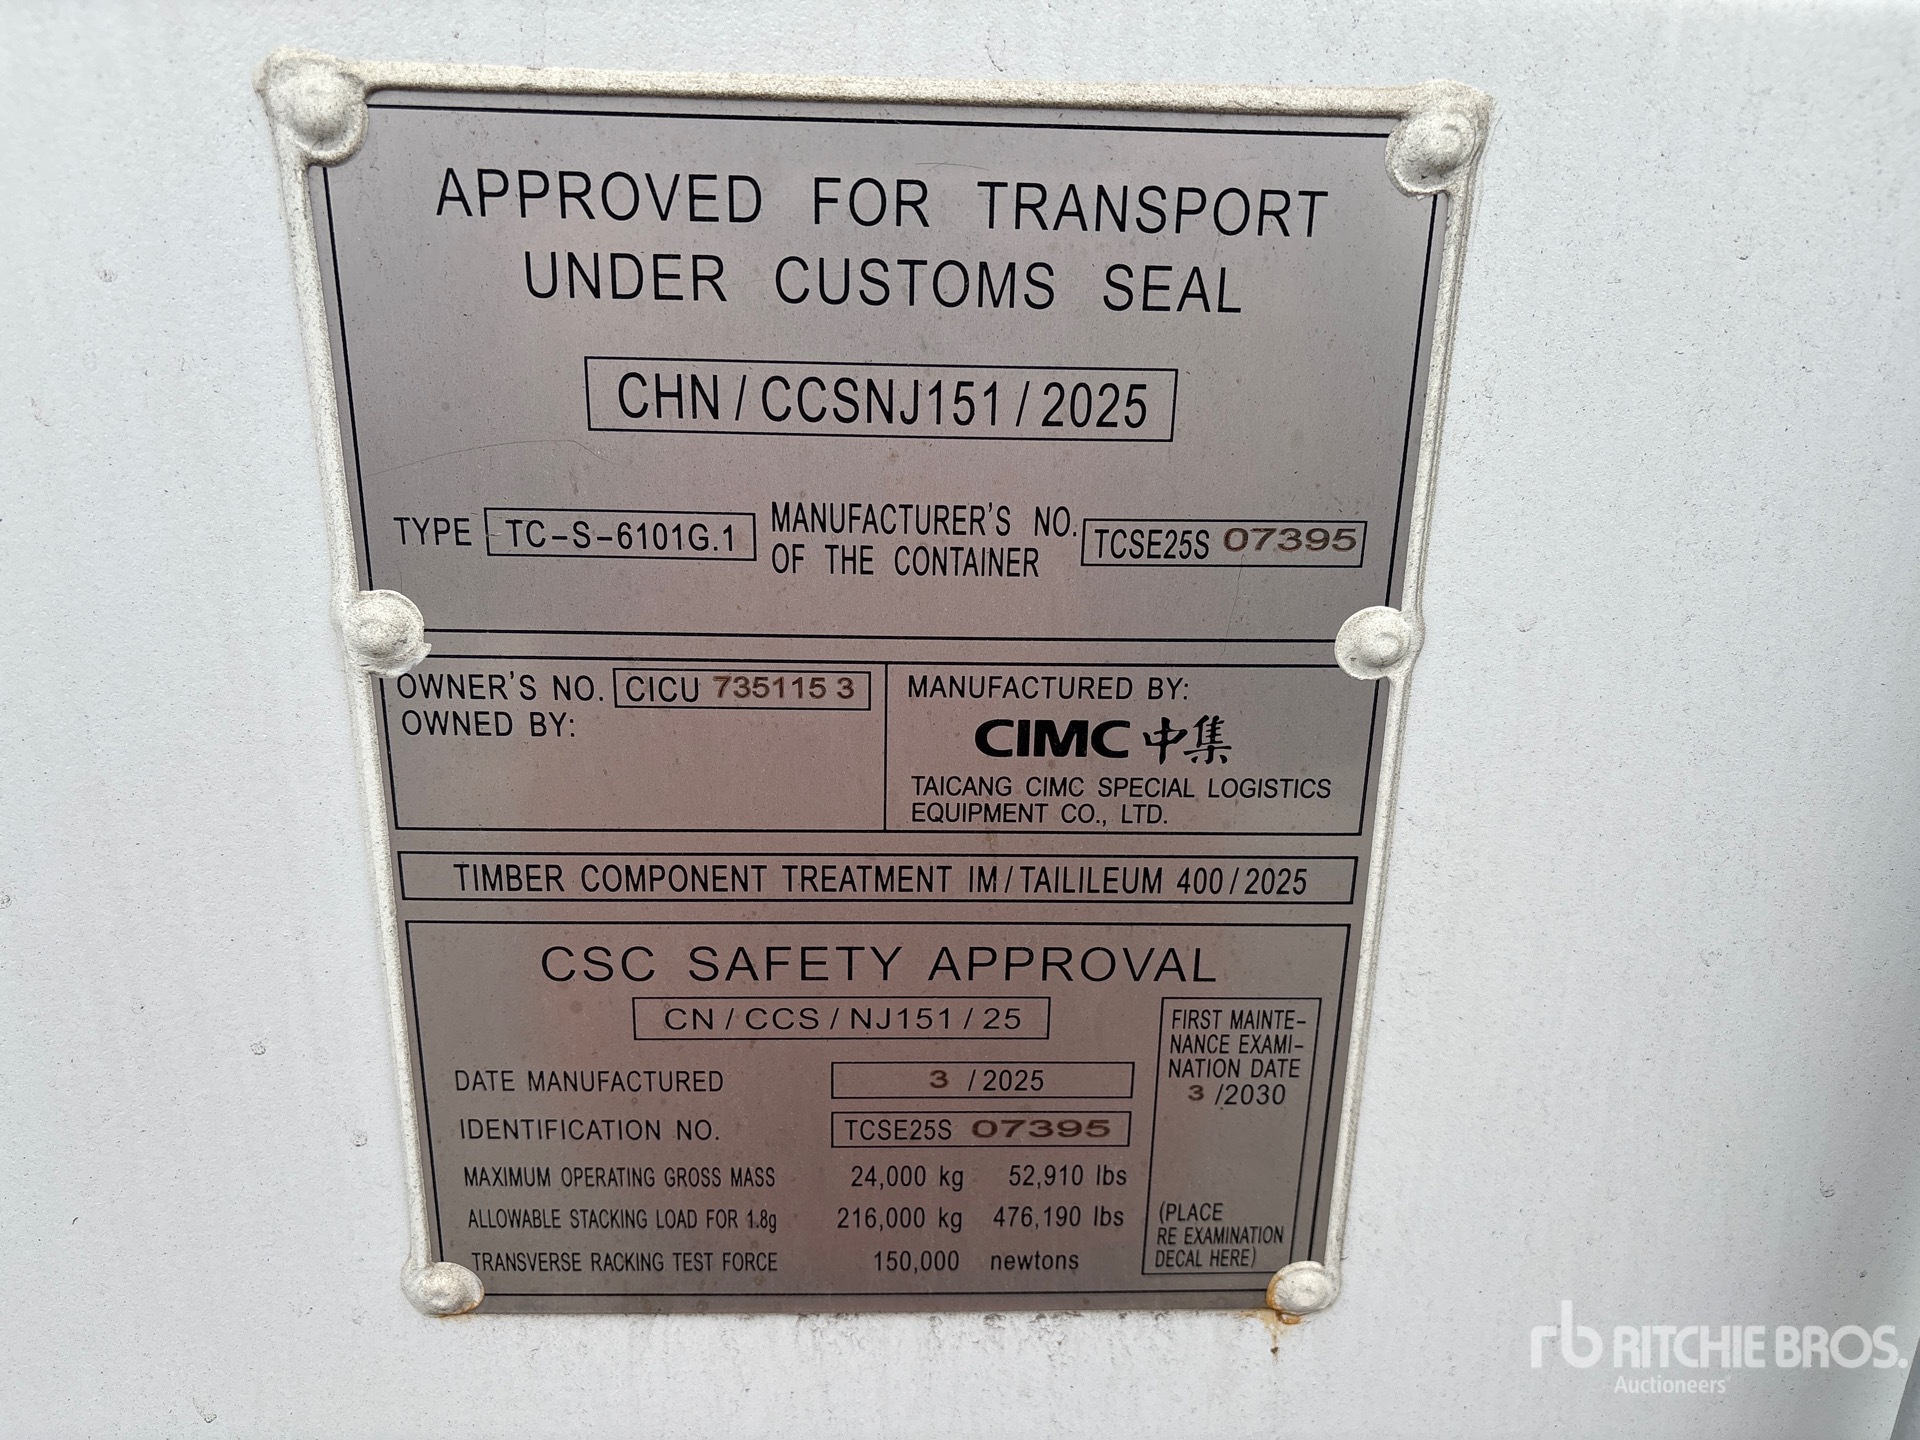 APPROVED FOR TRANSPORT
UNDER CUSTOMS SEAL
CHN/CCSNJ151/2025
TYPE TC-S-6101G.1 MANUFACTURER'S NO. OF THE CONTAINER TCSE25S 07395
OWNER'S NO. CICU 735115 3
OWNED BY:
MANUFACTURED BY:
CIMC 中集
TAICANG CIMC SPECIAL LOGISTICS
EQUIPMENT CO., LTD.
TIMBER COMPONENT TREATMENT IM/TAILILEUM 400/2025
CSC SAFETY APPROVAL
CN/CCS/NJ151/25
DATE MANUFACTURED 3 /2025
IDENTIFICATION NO. TCSE25S 07395
MAXIMUM OPERATING GROSS MASS 24,000 kg 52,910 lbs
ALLOWABLE STACKING LOAD FOR 1.8g 216,000 kg 476,190 lbs
TRANSVERSE RACKING TEST FORCE 150,000 newtons
FIRST MAINTE-
NANCE EXAMI-
NATION DATE
3 /2030
(PLACE
RE EXAMINATION
DECAL HERE)
rb RITCHIE BROS.
Auctioneers